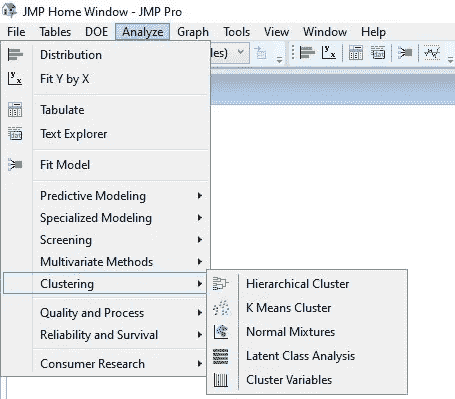 JMP Home Window - JMP Pro
File Tables DOE Analyze Graph Tools View Window Help
Distribution
les)
Fit Y by X
Tabulate
Text Explorer
Fit Model
Predictive Modeling
Specialized Modeling
Screening
Multivariate Methods
Clustering
Hierarchical Cluster
K Means Cluster
Normal Mixtures
Latent Class Analysis
Cluster Variables
Quality and Process
Reliability and Survival
Consumer Research